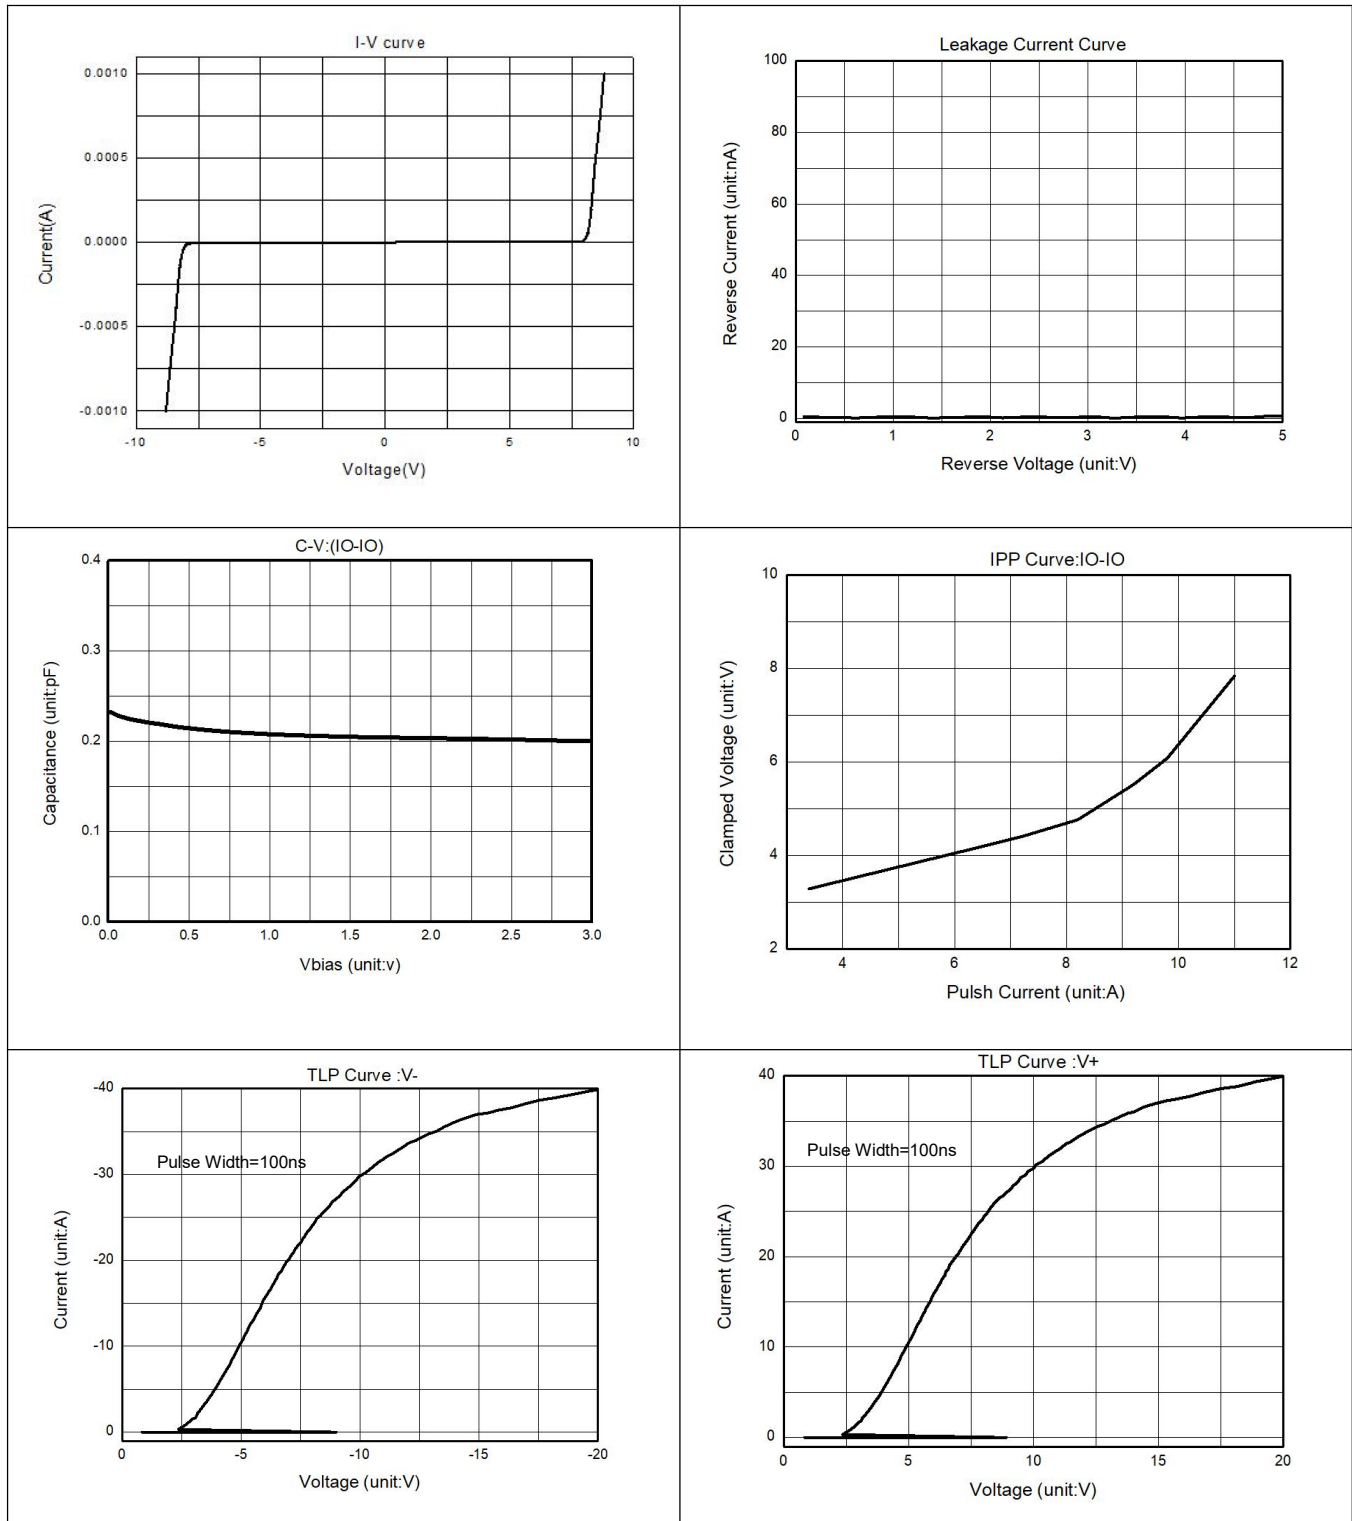 I-V curve
0.0010
0.0005
0.0000
-0.0005
-0.0010
Current(A)
-10 -5 0 5 10
Voltage(V)
Leakage Current Curve
100
80
60
40
20
0
Reverse Current (unit:nA)
0 1 2 3 4 5
Reverse Voltage (unit:V)
C-V:(IO-IO)
0.4
0.3
0.2
0.1
0.0
Capacitance (unit:pF)
0.0 0.5 1.0 1.5 2.0 2.5 3.0
Vbias (unit:v)
IPP Curve:IO-IO
10
8
6
4
2
Clamped Voltage (unit:V)
4 6 8 10 12
Pulsh Current (unit:A)
TLP Curve :V-
-40
-30
-20
-10
0
Pulse Width=100ns
Current (unit:A)
0 -5 -10 -15 -20
Voltage (unit:V)
TLP Curve :V+
40
30
20
10
0
Pulse Width=100ns
Current (unit:A)
0 5 10 15 20
Voltage (unit:V)